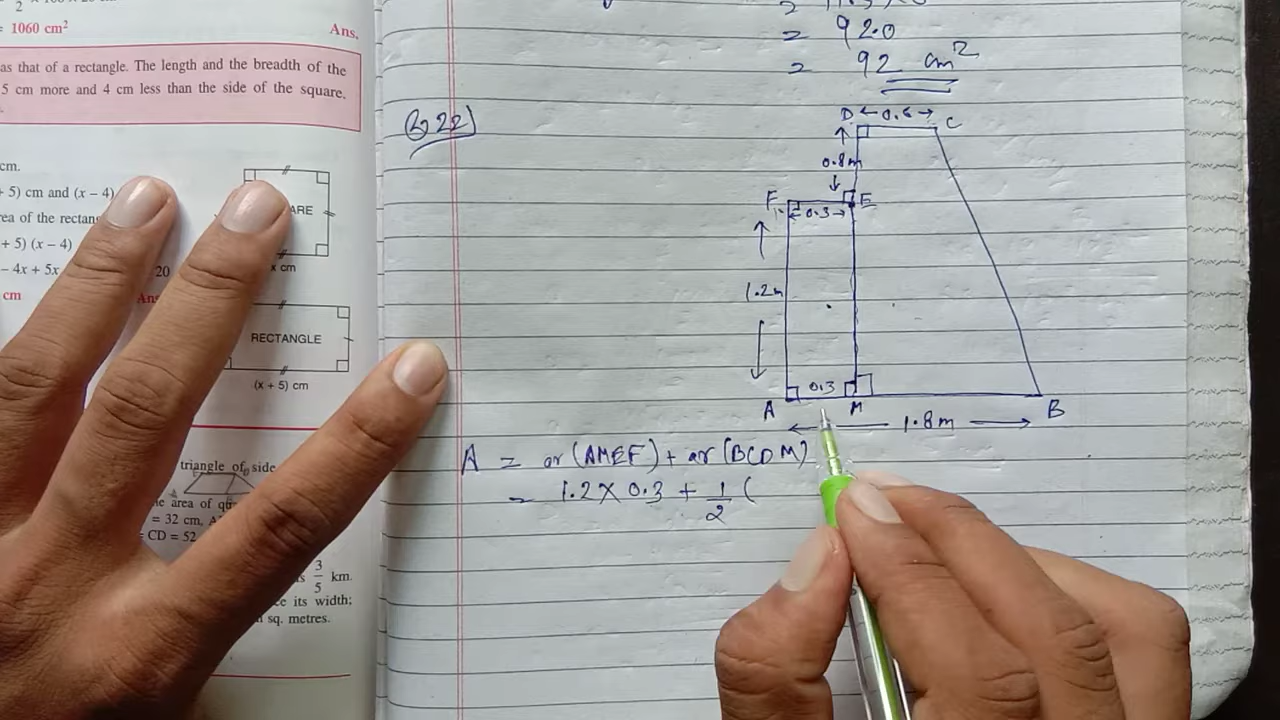 = 1060 cm²
Ans.
as that of a rectangle. The length and the breadth of the
5 cm more and 4 cm less than the side of the square.
cm.
+ 5) cm and (x – 4)
ea of the rectang
+ 5) (x – 4)
– 4x + 5x
20
cm
Ans
ARE
x cm
RECTANGLE
(x + 5) cm
triangle of side
e area of qu
= 32 cm, A
CD = 52
3/5 km.
e its width;
sq. metres.
= 92.0
= 92 cm²
Q 22)
D ←0.6→ C
0.8m
F E
←0.3→
1.2m
0.3
A M B
← 1.8m →
A = ar (AMEF) + ar (BCDM)
= 1.2 × 0.3 + 1/2 (